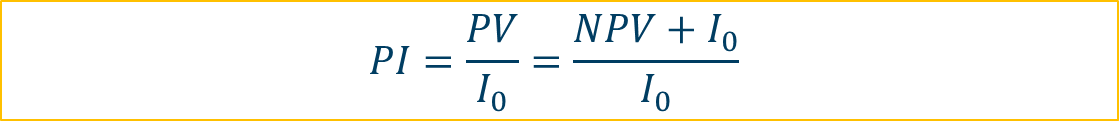 PI = PV/I₀ = (NPV + I₀)/I₀